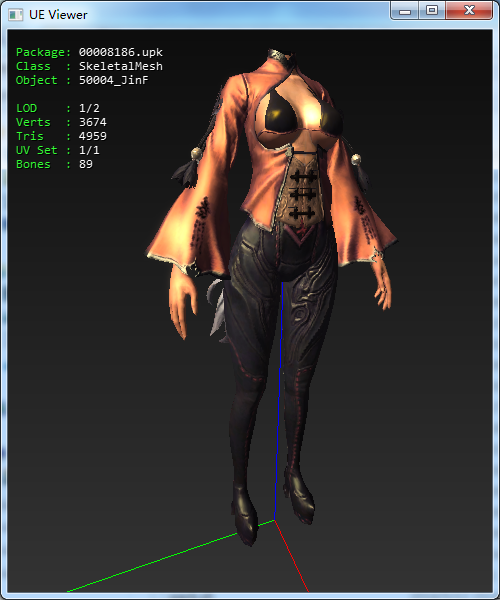 UE Viewer
Package: 00008186.upk
Class  : SkeletalMesh
Object : 50004_JinF
LOD    : 1/2
Verts  : 3674
Tris   : 4959
UV Set : 1/1
Bones  : 89